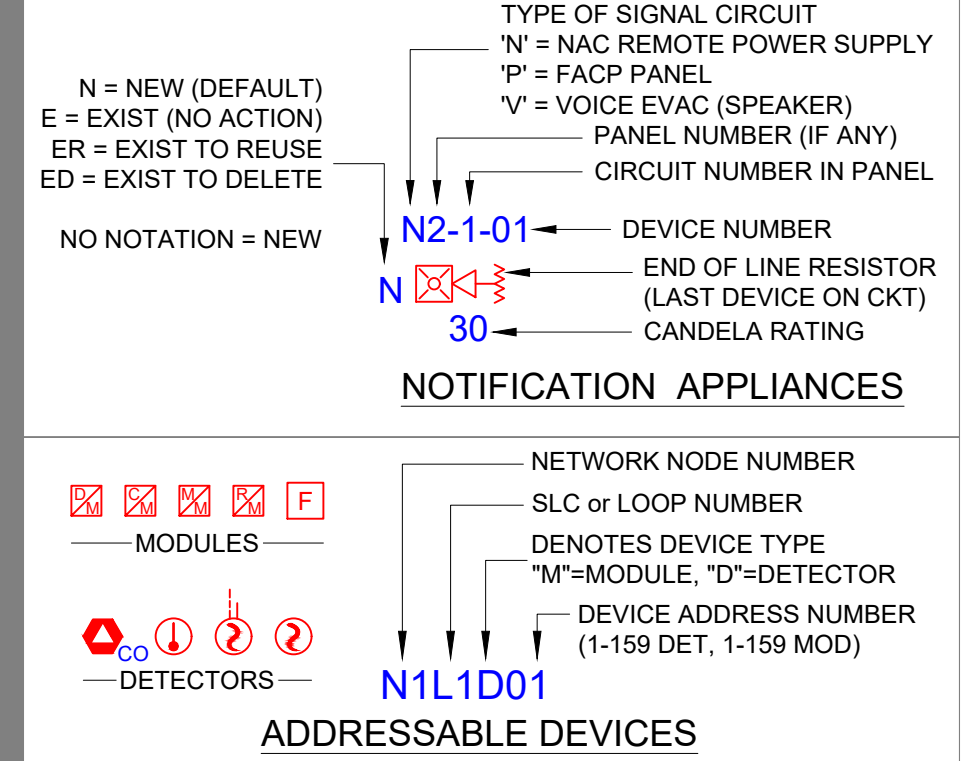 TYPE OF SIGNAL CIRCUIT
'N' = NAC REMOTE POWER SUPPLY
'P' = FACP PANEL
'V' = VOICE EVAC (SPEAKER)
PANEL NUMBER (IF ANY)
CIRCUIT NUMBER IN PANEL
N = NEW (DEFAULT)
E = EXIST (NO ACTION)
ER = EXIST TO REUSE
ED = EXIST TO DELETE
NO NOTATION = NEW
N2-1-01
DEVICE NUMBER
N
END OF LINE RESISTOR
(LAST DEVICE ON CKT)
30
CANDELA RATING
NOTIFICATION APPLIANCES
NETWORK NODE NUMBER
SLC or LOOP NUMBER
DENOTES DEVICE TYPE
"M"=MODULE, "D"=DETECTOR
DEVICE ADDRESS NUMBER
(1-159 DET, 1-159 MOD)
D/M C/M M/M R/M F
MODULES
CO
DETECTORS
N1L1D01
ADDRESSABLE DEVICES